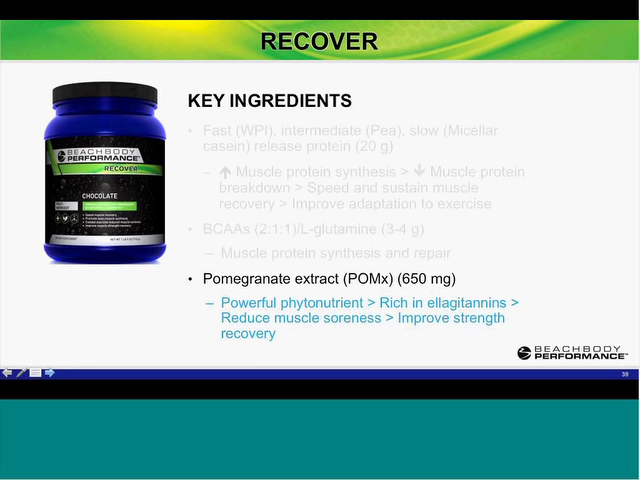 RECOVER
KEY INGREDIENTS
• Fast (WPI), intermediate (Pea), slow (Micellar
casein) release protein (20 g)
– 🡅 Muscle protein synthesis > 🡇 Muscle protein
breakdown > Speed and sustain muscle
recovery > Improve adaptation to exercise
• BCAAs (2:1:1)/L-glutamine (3-4 g)
– Muscle protein synthesis and repair
• Pomegranate extract (POMx) (650 mg)
– Powerful phytonutrient > Rich in ellagitannins >
Reduce muscle soreness > Improve strength
recovery
BEACHBODY
PERFORMANCE
RECOVER
CHOCOLATE
BEACHBODY
PERFORMANCE™
39